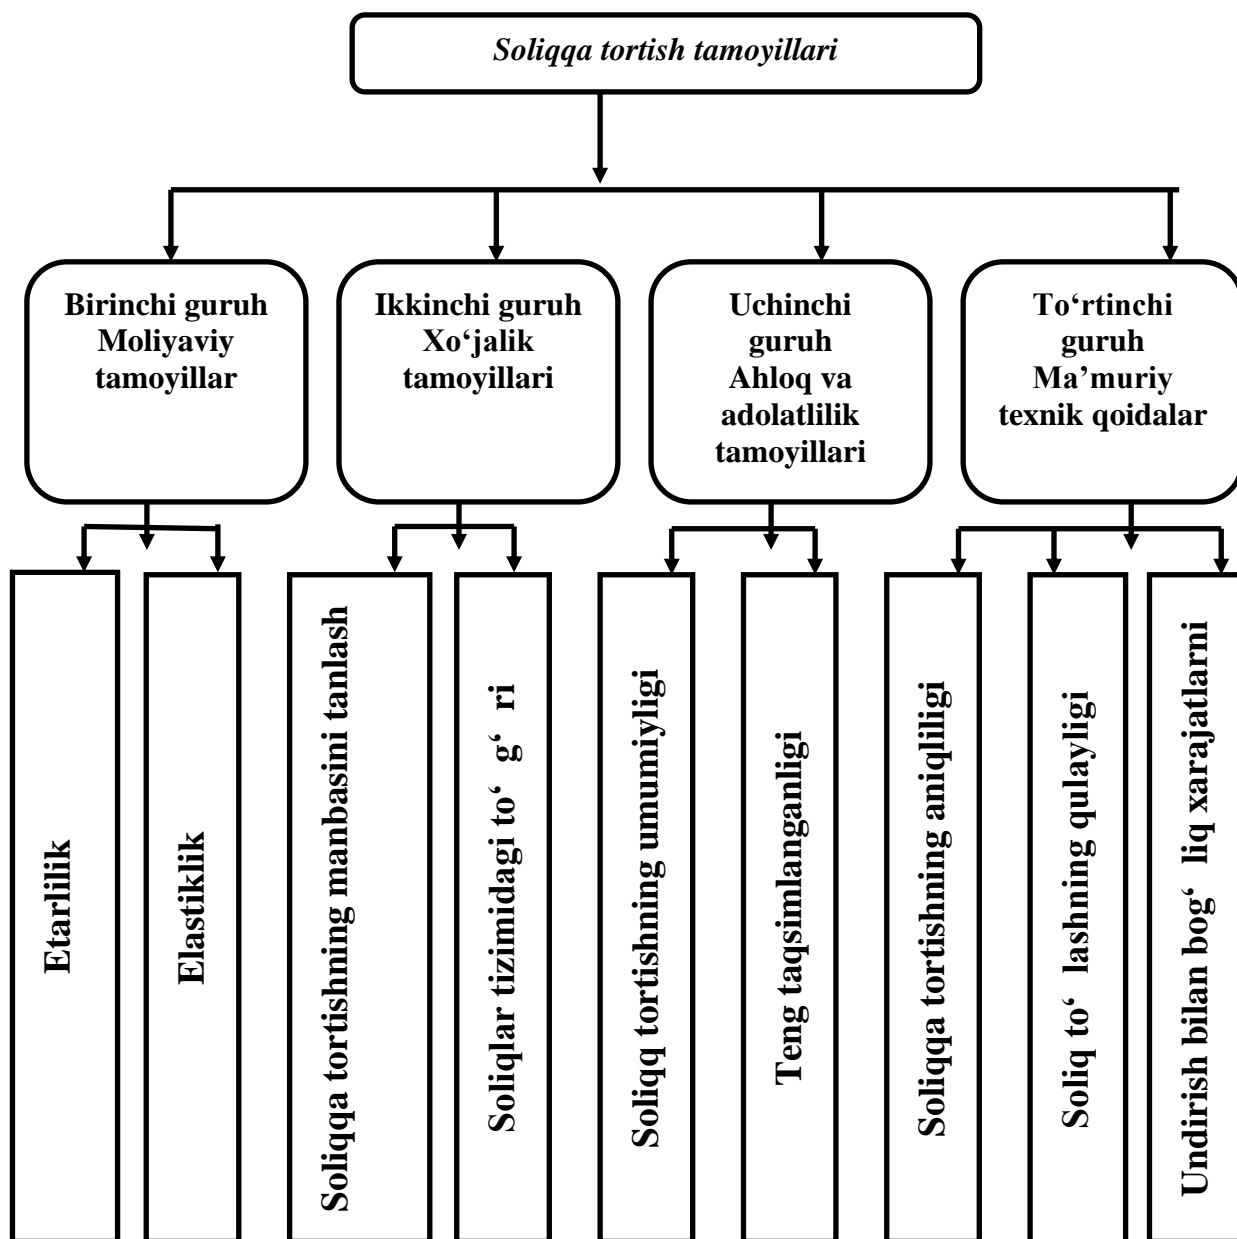 Soliqqa tortish tamoyillari
Birinchi guruh
Moliyaviy
tamoyillar
Ikkinchi guruh
Xo‘jalik
tamoyillari
Uchinchi
guruh
Ahloq va
adolatlilik
tamoyillari
To‘rtinchi
guruh
Ma’muriy
texnik qoidalar
Etarlilik
Elastiklik
Soliqqa tortishning manbasini tanlash
Soliqlar tizimidagi to‘ g‘ ri
Soliqq tortishning umumiyligi
Teng taqsimlanganligi
Soliqqa tortishning aniqliligi
Soliq to‘ lashning qulayligi
Undirish bilan bog‘ liq xarajatlarni